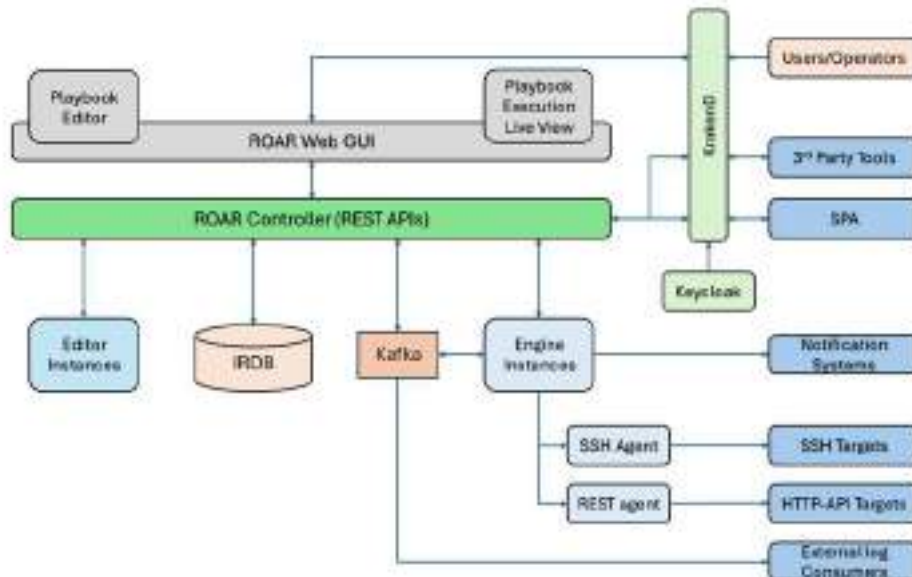 Users/Operators
Playbook
Editor
Playbook
Execution
Live View
KrakenD
ROAR Web GUI
3rd Party Tools
ROAR Controller (REST APIs)
SPA
Keycloak
Editor
Instances
IRDB
Kafka
Engine
Instances
Notification
Systems
SSH Agent
SSH Targets
REST agent
HTTP-API Targets
External log
Consumers